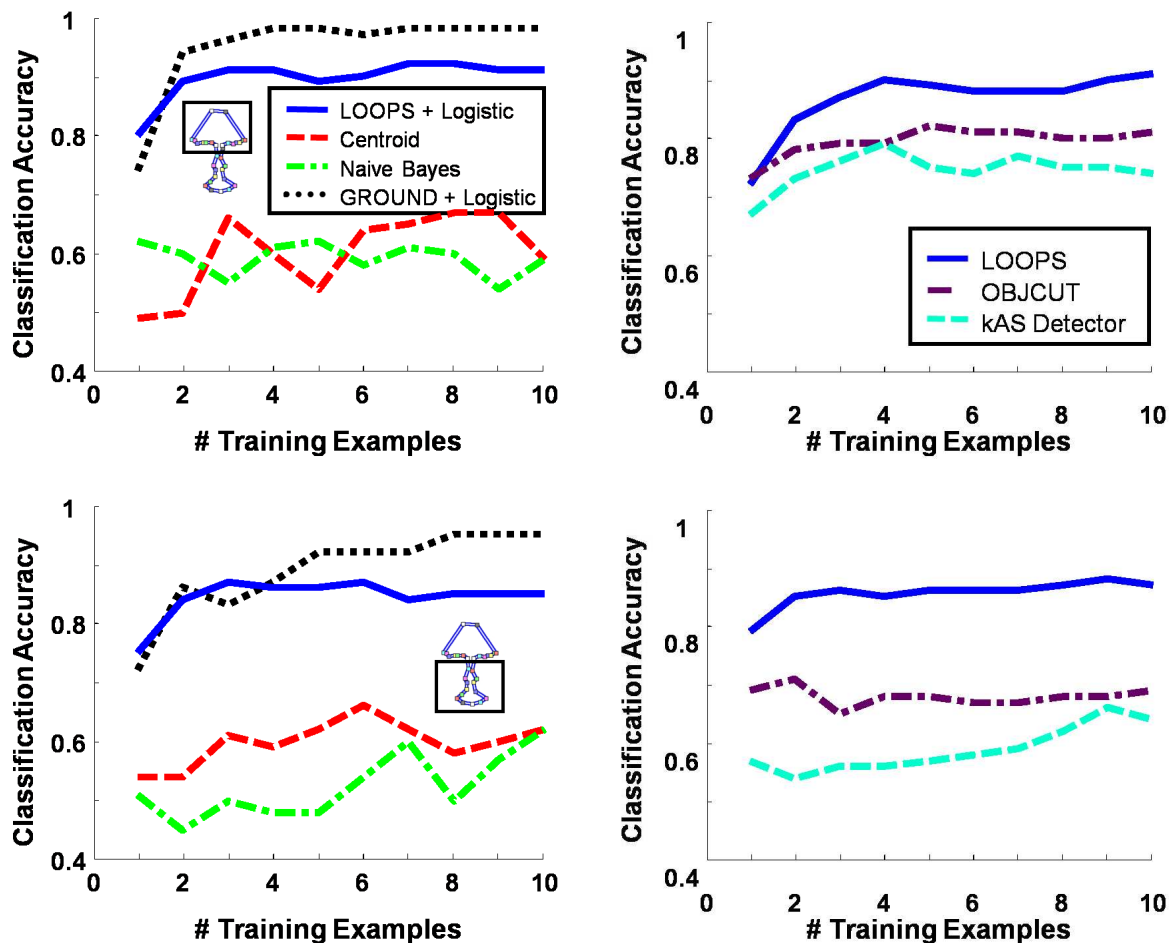 Classification Accuracy
1
0.8
0.6
0.4
0
2
4
6
8
10
# Training Examples
LOOPS + Logistic
Centroid
Naive Bayes
GROUND + Logistic
Classification Accuracy
1
0.8
0.6
0.4
0
2
4
6
8
10
# Training Examples
LOOPS
OBJCUT
kAS Detector
Classification Accuracy
1
0.8
0.6
0.4
0
2
4
6
8
10
# Training Examples
Classification Accuracy
1
0.8
0.6
0.4
0
2
4
6
8
10
# Training Examples